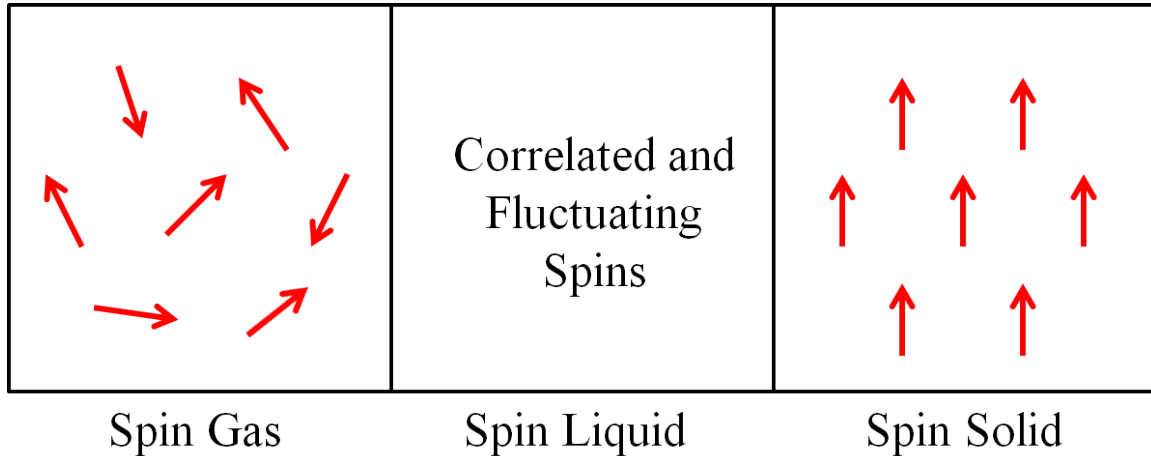 Correlated and
Fluctuating
Spins
Spin Gas
Spin Liquid
Spin Solid